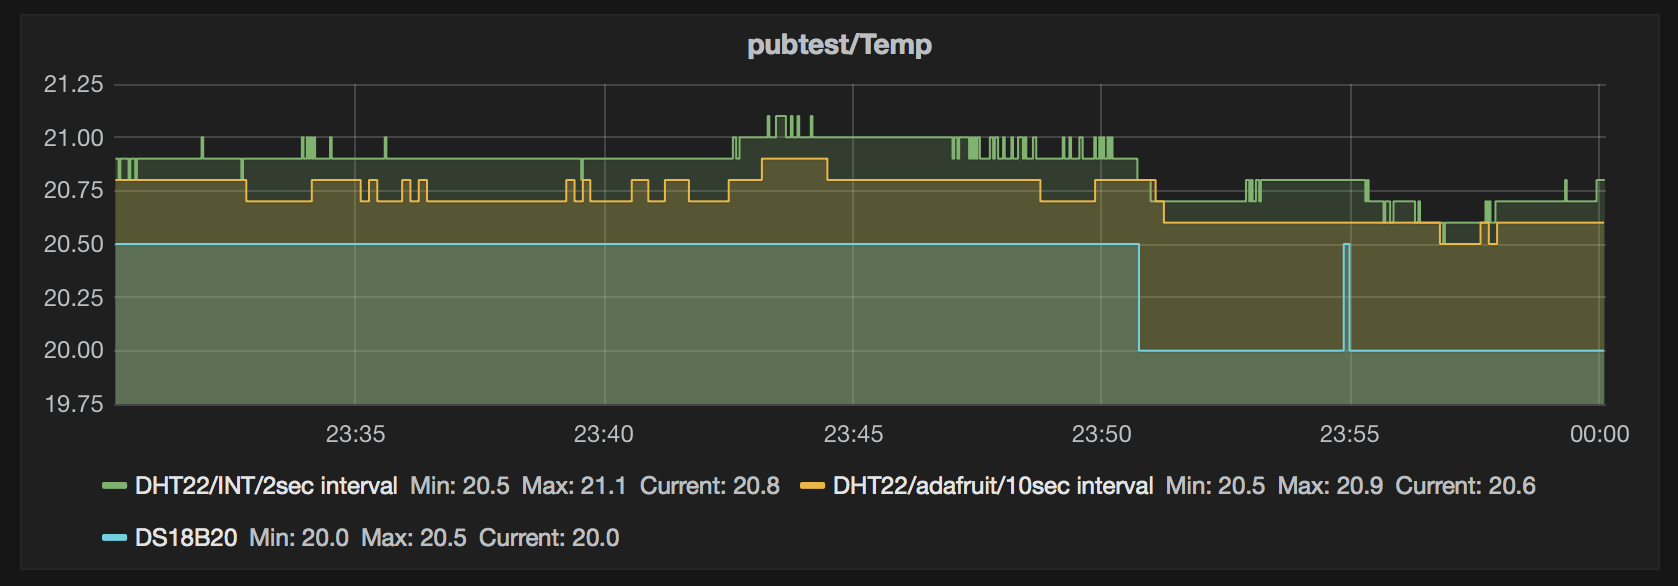 pubtest/Temp
21.25
21.00
20.75
20.50
20.25
20.00
19.75
23:35 23:40 23:45 23:50 23:55 00:00
DHT22/INT/2sec interval Min: 20.5 Max: 21.1 Current: 20.8 DHT22/adafruit/10sec interval Min: 20.5 Max: 20.9 Current: 20.6
DS18B20 Min: 20.0 Max: 20.5 Current: 20.0